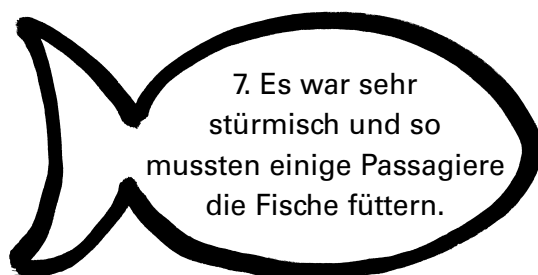 7. Es war sehr
stürmisch und so
mussten einige Passagiere
die Fische füttern.